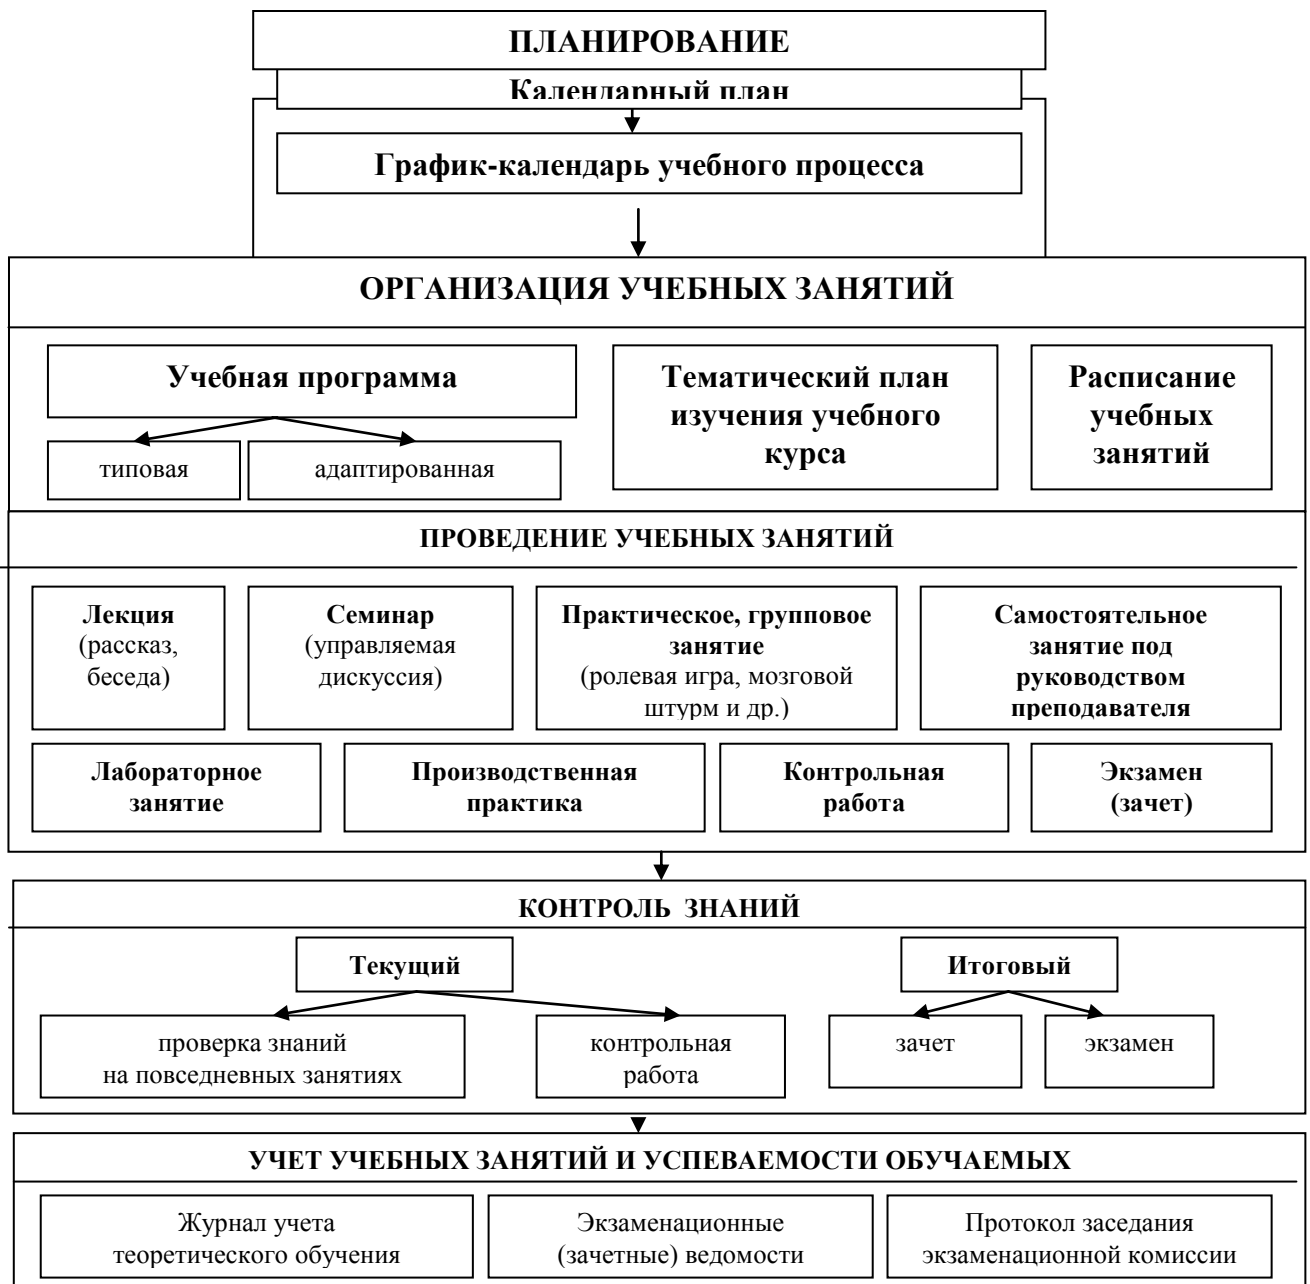 ПЛАНИРОВАНИЕ
Календарный план
График-календарь учебного процесса
ОРГАНИЗАЦИЯ УЧЕБНЫХ ЗАНЯТИЙ
Учебная программа
типовая
адаптированная
Тематический план
изучения учебного
курса
Расписание
учебных
занятий
ПРОВЕДЕНИЕ УЧЕБНЫХ ЗАНЯТИЙ
Лекция
(рассказ,
беседа)
Семинар
(управляемая
дискуссия)
Практическое, групповое
занятие
(ролевая игра, мозговой
штурм и др.)
Самостоятельное
занятие под
руководством
преподавателя
Лабораторное
занятие
Производственная
практика
Контрольная
работа
Экзамен
(зачет)
КОНТРОЛЬ ЗНАНИЙ
Текущий
проверка знаний
на повседневных занятиях
контрольная
работа
Итоговый
зачет
экзамен
УЧЕТ УЧЕБНЫХ ЗАНЯТИЙ И УСПЕВАЕМОСТИ ОБУЧАЕМЫХ
Журнал учета
теоретического обучения
Экзаменационные
(зачетные) ведомости
Протокол заседания
экзаменационной комиссии